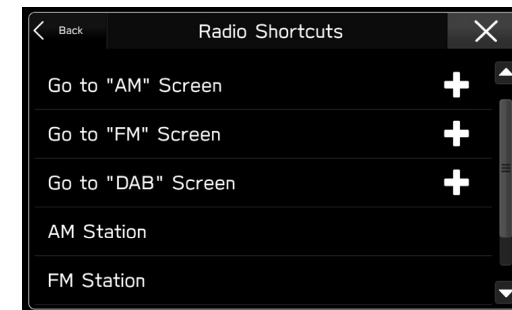 Back
Radio Shortcuts
Go to "AM" Screen
Go to "FM" Screen
Go to "DAB" Screen
AM Station
FM Station